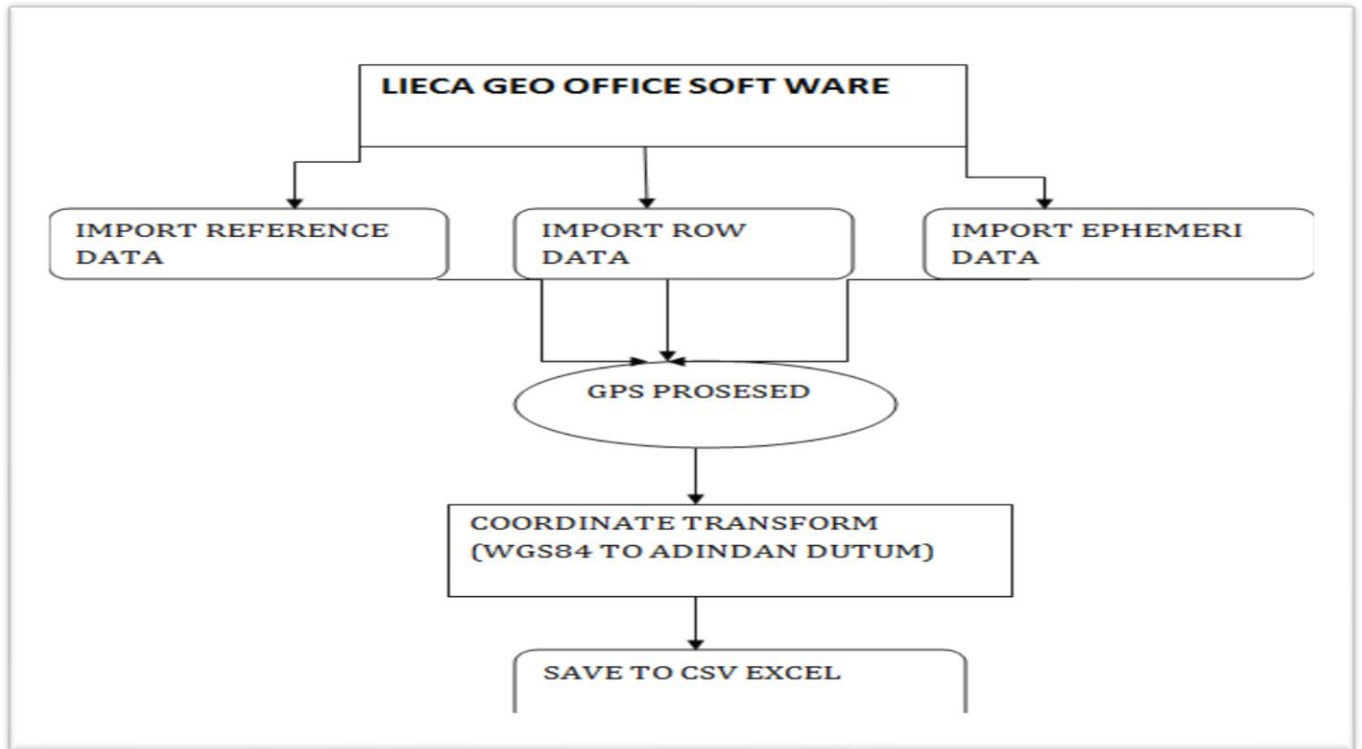 LIECA GEO OFFICE SOFT WARE
IMPORT REFERENCE
DATA
IMPORT ROW
DATA
IMPORT EPHEMERI
DATA
GPS PROSESED
COORDINATE TRANSFORM
(WGS84 TO ADINDAN DUTUM)
SAVE TO CSV EXCEL